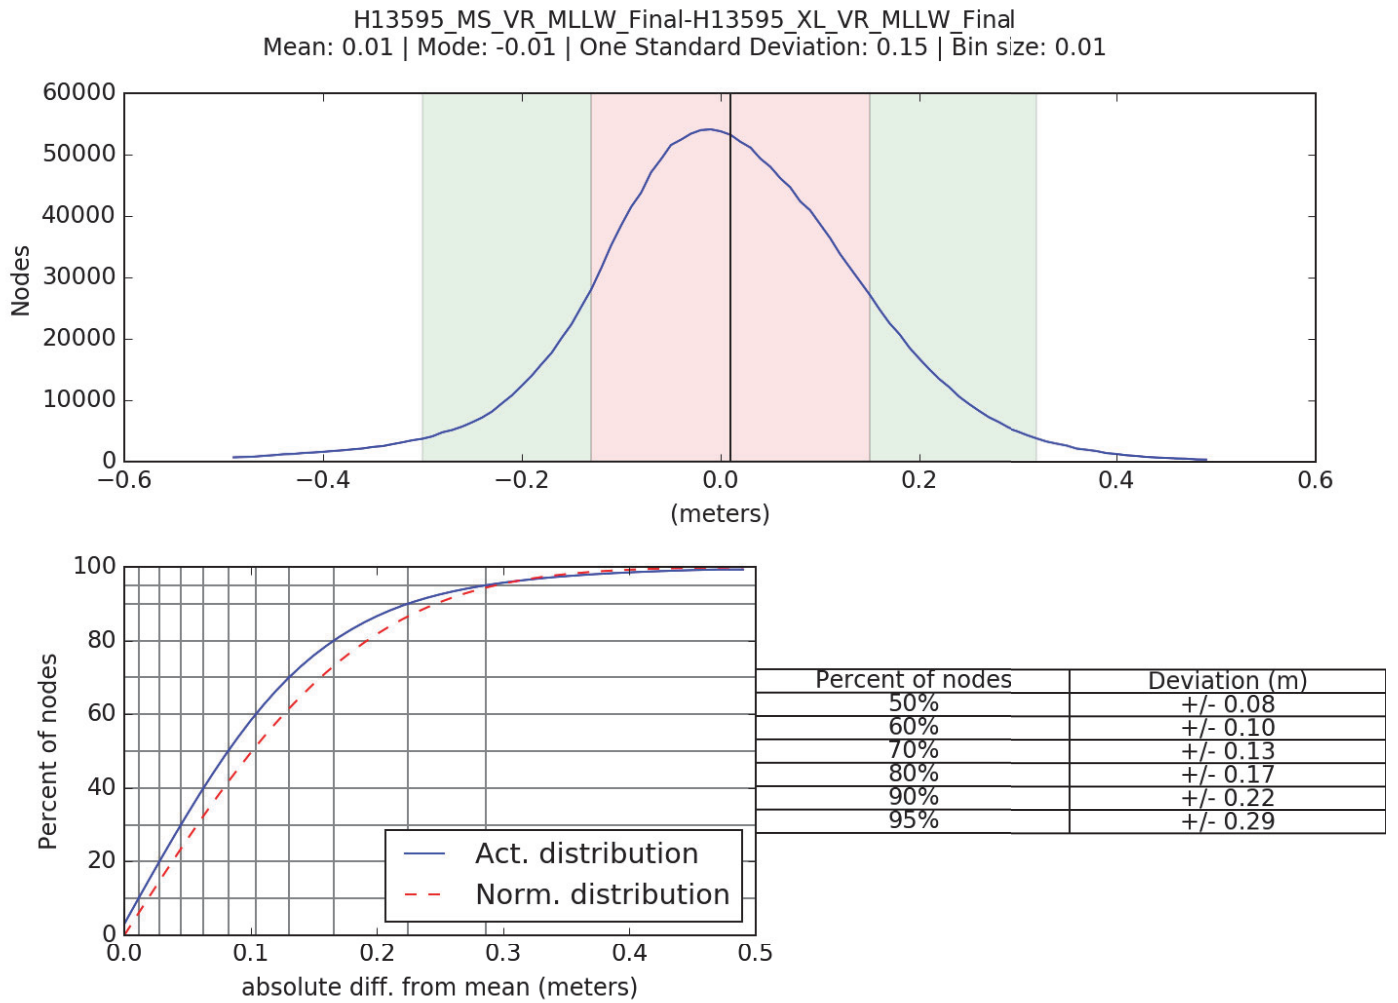 H13595_MS_VR_MLLW_Final-H13595_XL_VR_MLLW_Final
Mean: 0.01 | Mode: -0.01 | One Standard Deviation: 0.15 | Bin size: 0.01
60000
50000
40000
30000
20000
10000
0
Nodes
−0.6 −0.4 −0.2 0.0 0.2 0.4 0.6
(meters)
100
80
60
40
20
0
Percent of nodes
Act. distribution
Norm. distribution
0.0 0.1 0.2 0.3 0.4 0.5
absolute diff. from mean (meters)
Percent of nodes Deviation (m)
50% +/- 0.08
60% +/- 0.10
70% +/- 0.13
80% +/- 0.17
90% +/- 0.22
95% +/- 0.29